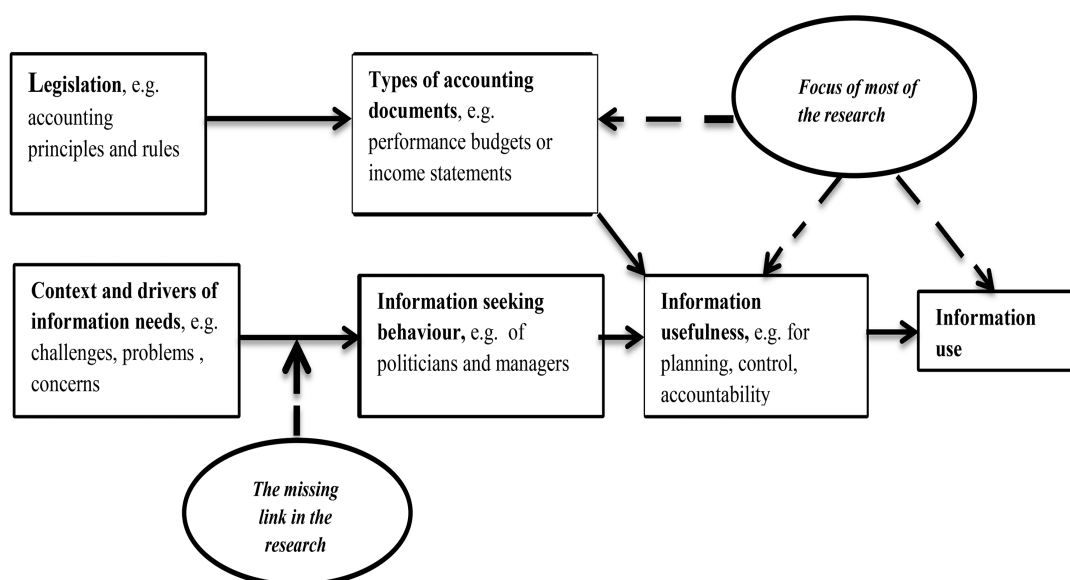 Legislation, e.g.
accounting
principles and rules
Types of accounting
documents, e.g.
performance budgets or
income statements
Focus of most of
the research
Context and drivers of
information needs, e.g.
challenges, problems ,
concerns
Information seeking
behaviour, e.g. of
politicians and managers
Information
usefulness, e.g. for
planning, control,
accountability
Information
use
The missing
link in the
research